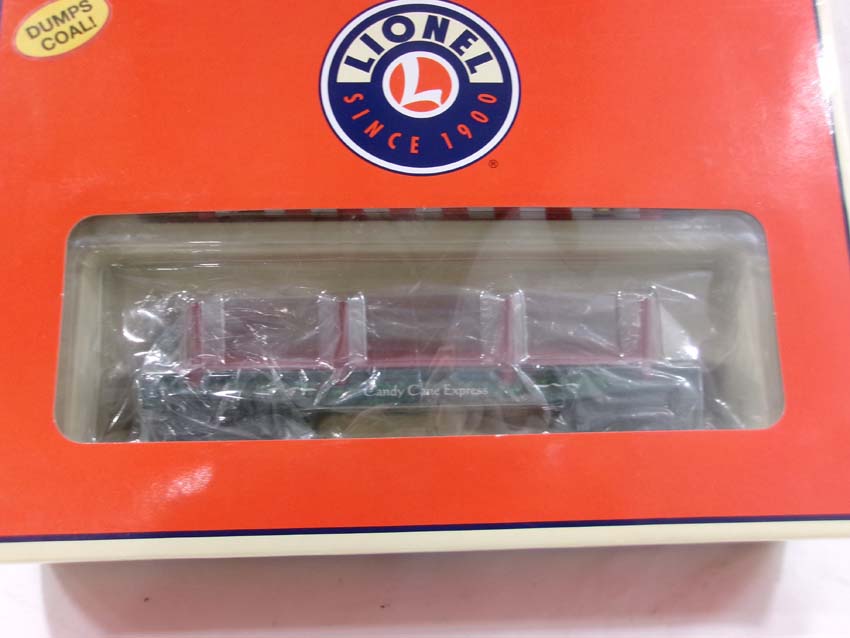 DUMPS
COAL!
LIONEL
L
SINCE 1900
®
Candy Cane Express